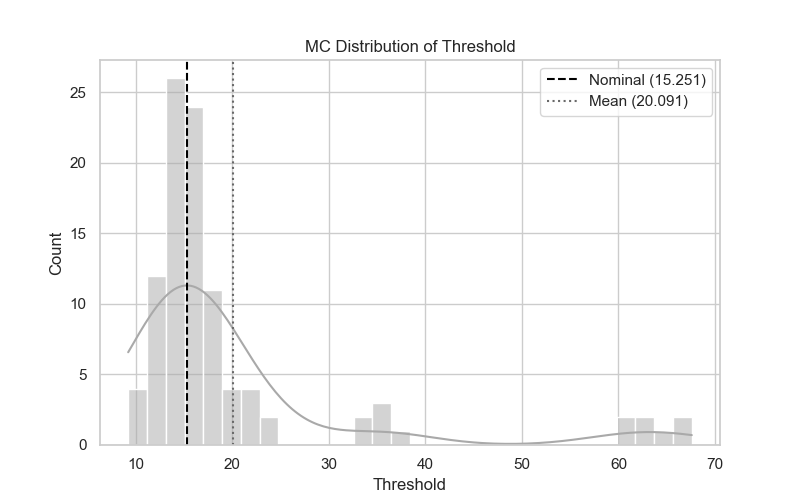 MC Distribution of Threshold
Nominal (15.251)
Mean (20.091)
Count
25
20
15
10
5
0
10 20 30 40 50 60 70
Threshold